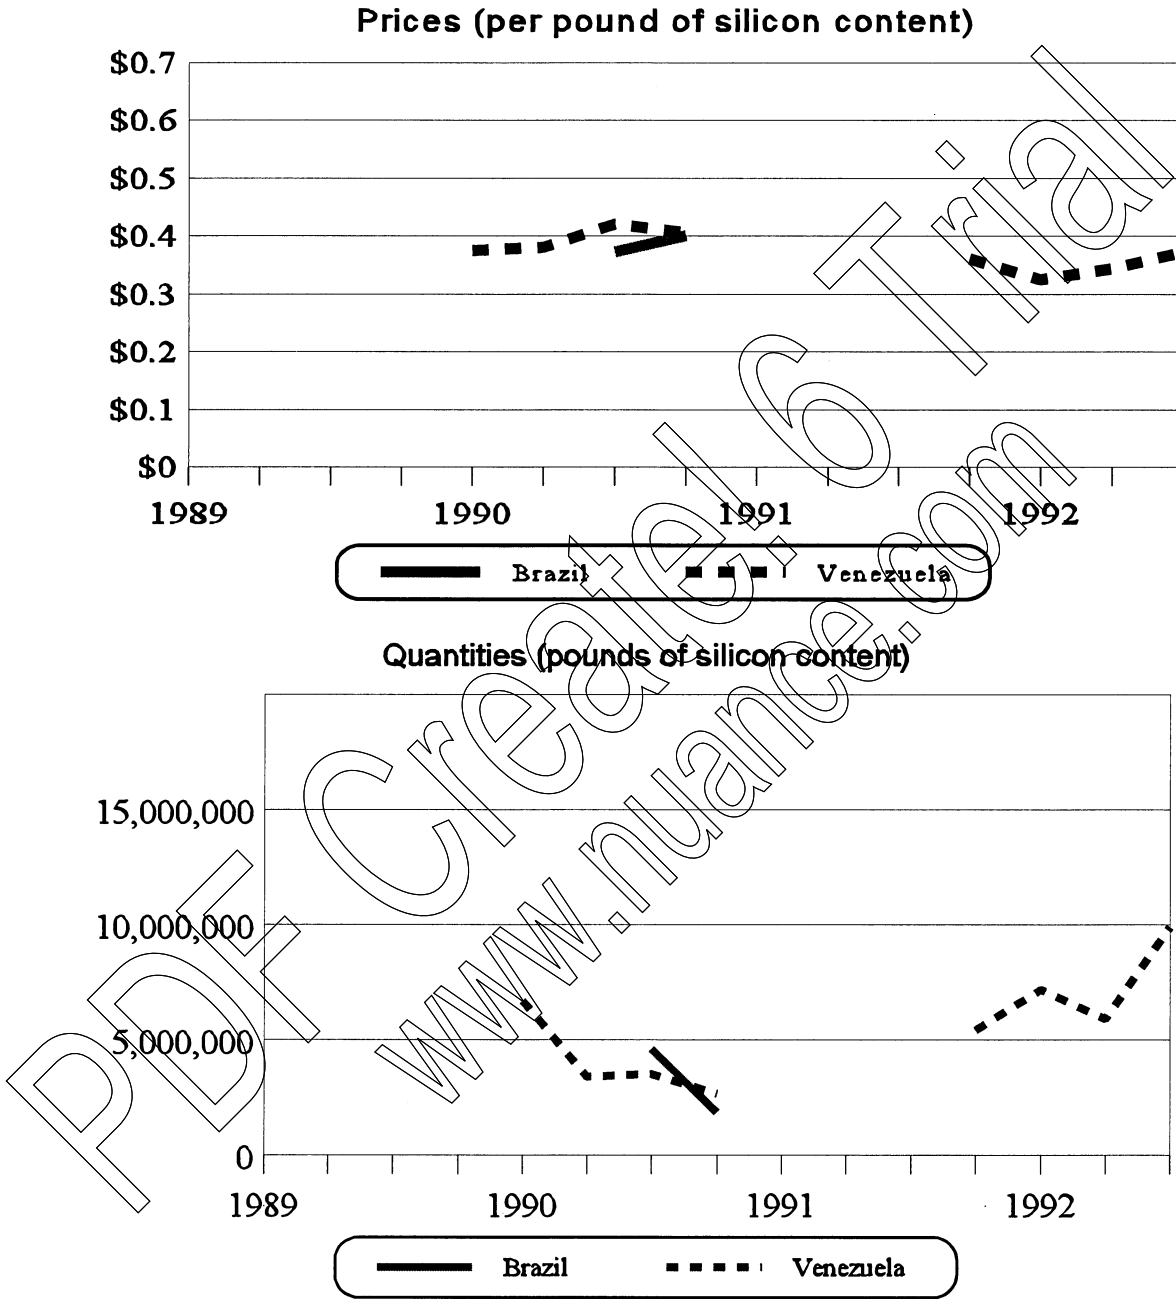 Prices (per pound of silicon content)
$0.7
$0.6
$0.5
$0.4
$0.3
$0.2
$0.1
$0
1989 1990 1991 1992
Brazil Venezuela
Quantities (pounds of silicon content)
15,000,000
10,000,000
5,000,000
0
1989 1990 1991 1992
Brazil Venezuela
PDF Create! 6 Trial
www.nuance.com